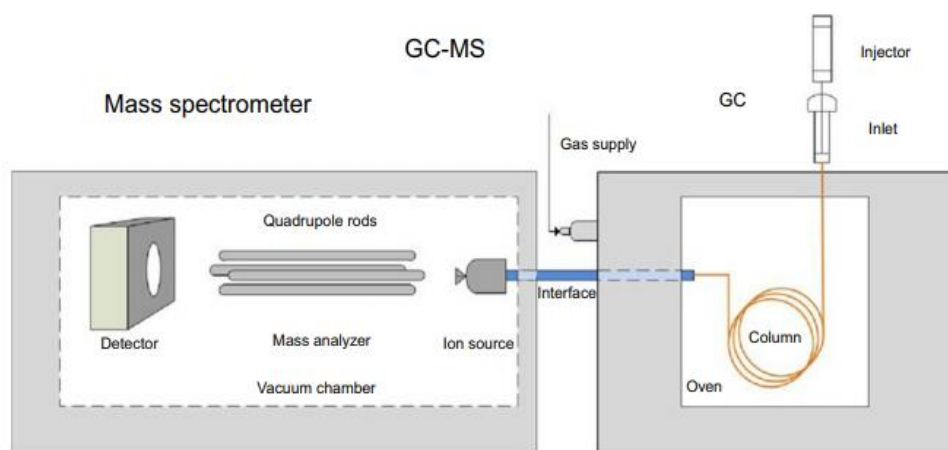 GC-MS
Injector
Mass spectrometer
GC
Inlet
Gas supply
Quadrupole rods
Interface
Detector
Mass analyzer
Ion source
Column
Vacuum chamber
Oven